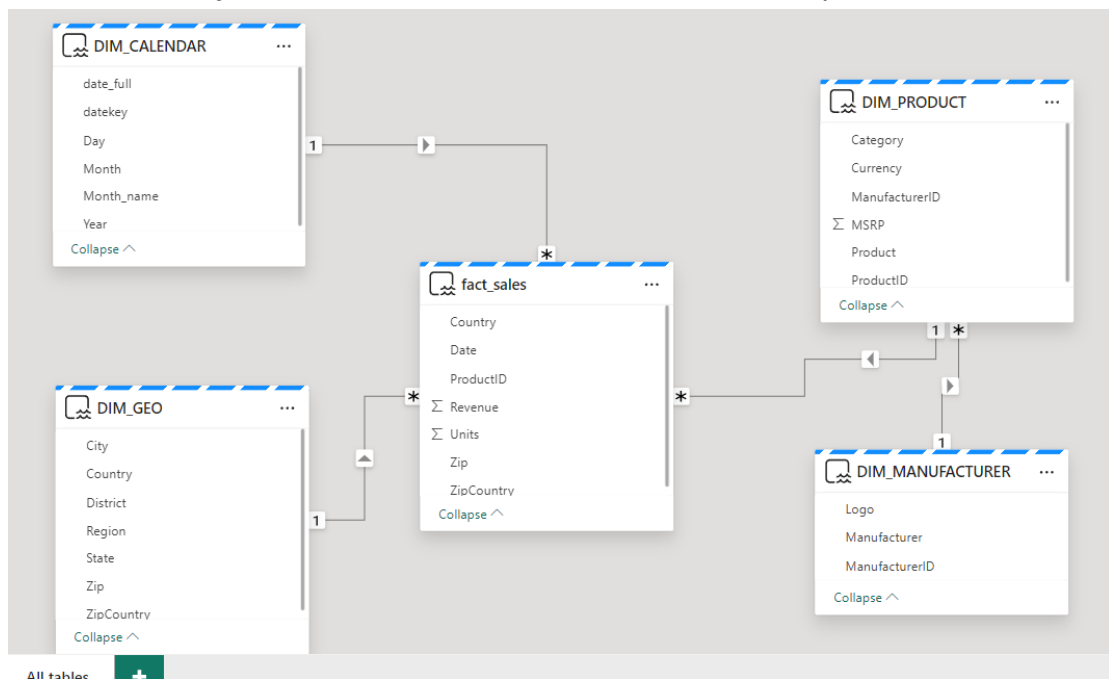 DIM_CALENDAR ...
date_full
datekey
Day
Month
Month_name
Year
Collapse
1
*
DIM_PRODUCT ...
Category
Currency
ManufacturerID
Σ MSRP
Product
ProductID
Collapse
1 *
fact_sales ...
Country
Date
ProductID
Σ Revenue
Σ Units
Zip
ZipCountry
Collapse
*
*
DIM_GEO ...
City
Country
District
Region
State
Zip
ZipCountry
Collapse
1
1
DIM_MANUFACTURER ...
Logo
Manufacturer
ManufacturerID
Collapse
All tables +